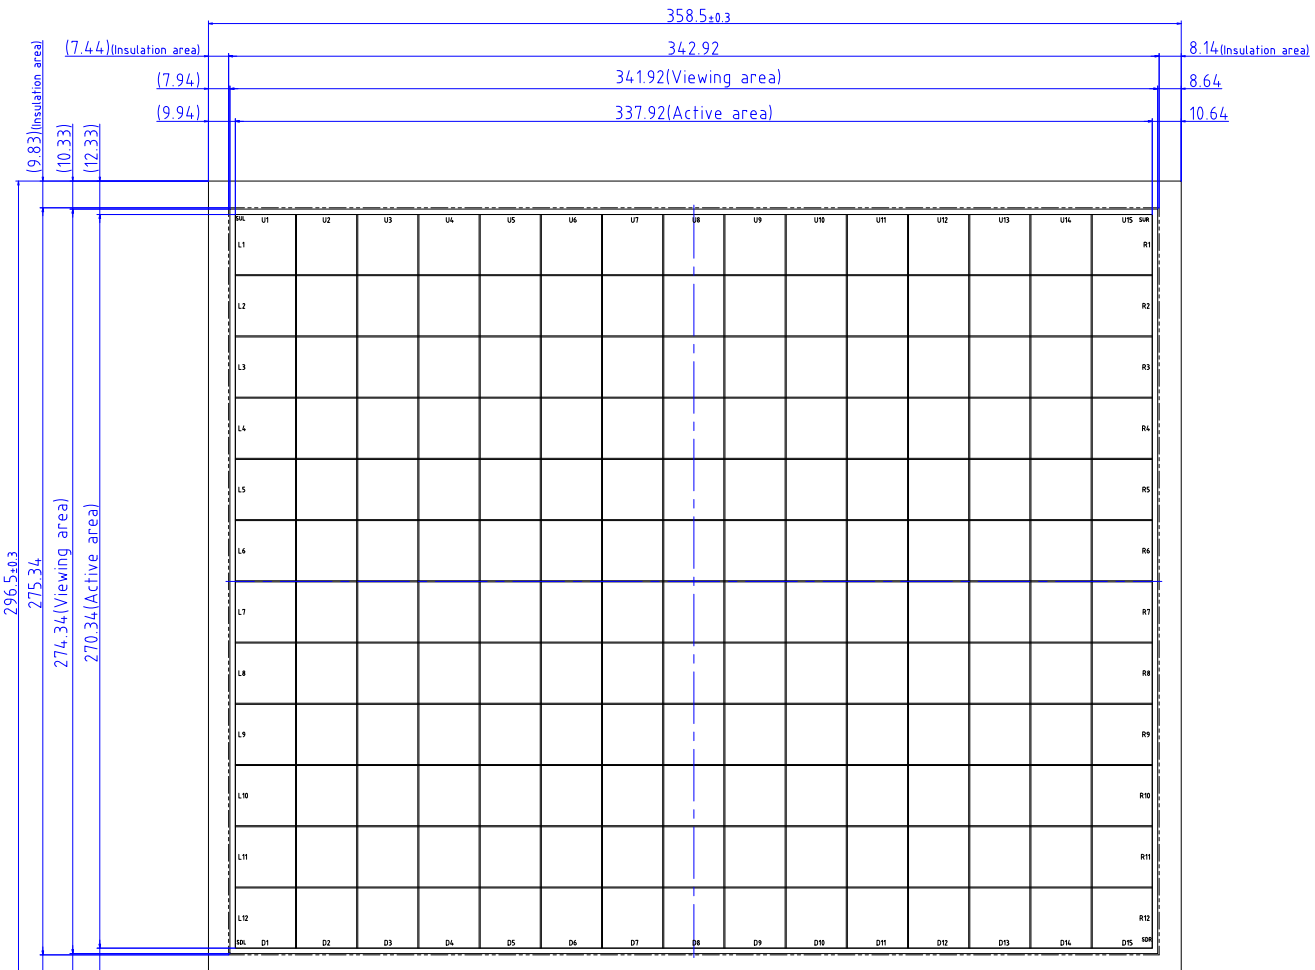 358.5±0.3
(7.44)(Insulation area)
342.92
8.14(Insulation area)
(7.94)
341.92(Viewing area)
8.64
(9.94)
337.92(Active area)
10.64
(9.83)(Insulation area)
(10.33)
(12.33)
296.5±0.3
275.34
274.34(Viewing area)
270.34(Active area)
SUL U1 U2 U3 U4 U5 U6 U7 U8 U9 U10 U11 U12 U13 U14 U15 SUR
L1 R1
L2 R2
L3 R3
L4 R4
L5 R5
L6 R6
L7 R7
L8 R8
L9 R9
L10 R10
L11 R11
L12 R12
SDL D1 D2 D3 D4 D5 D6 D7 D8 D9 D10 D11 D12 D13 D14 D15 SDR